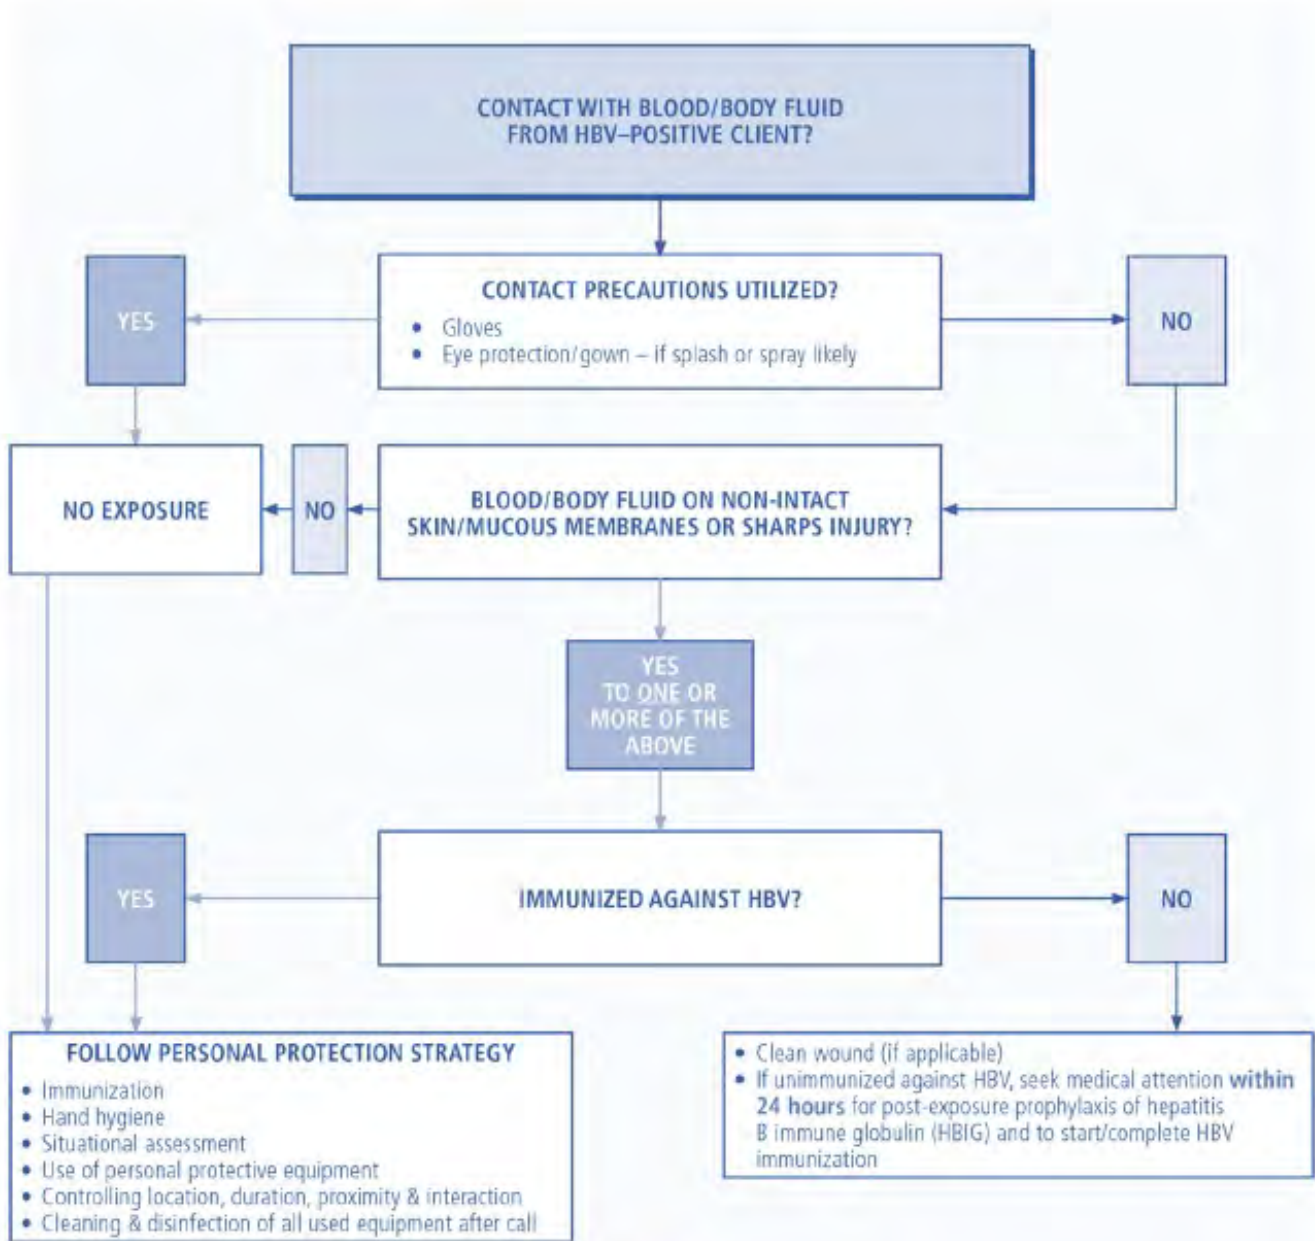 CONTACT WITH BLOOD/BODY FLUID
FROM HBV–POSITIVE CLIENT?
YES
CONTACT PRECAUTIONS UTILIZED?
• Gloves
• Eye protection/gown – if splash or spray likely
NO
NO EXPOSURE
NO
BLOOD/BODY FLUID ON NON-INTACT
SKIN/MUCOUS MEMBRANES OR SHARPS INJURY?
YES
TO ONE OR
MORE OF THE
ABOVE
YES
IMMUNIZED AGAINST HBV?
NO
FOLLOW PERSONAL PROTECTION STRATEGY
• Immunization
• Hand hygiene
• Situational assessment
• Use of personal protective equipment
• Controlling location, duration, proximity & interaction
• Cleaning & disinfection of all used equipment after call
• Clean wound (if applicable)
• If unimmunized against HBV, seek medical attention within
24 hours for post-exposure prophylaxis of hepatitis
B immune globulin (HBIG) and to start/complete HBV
immunization